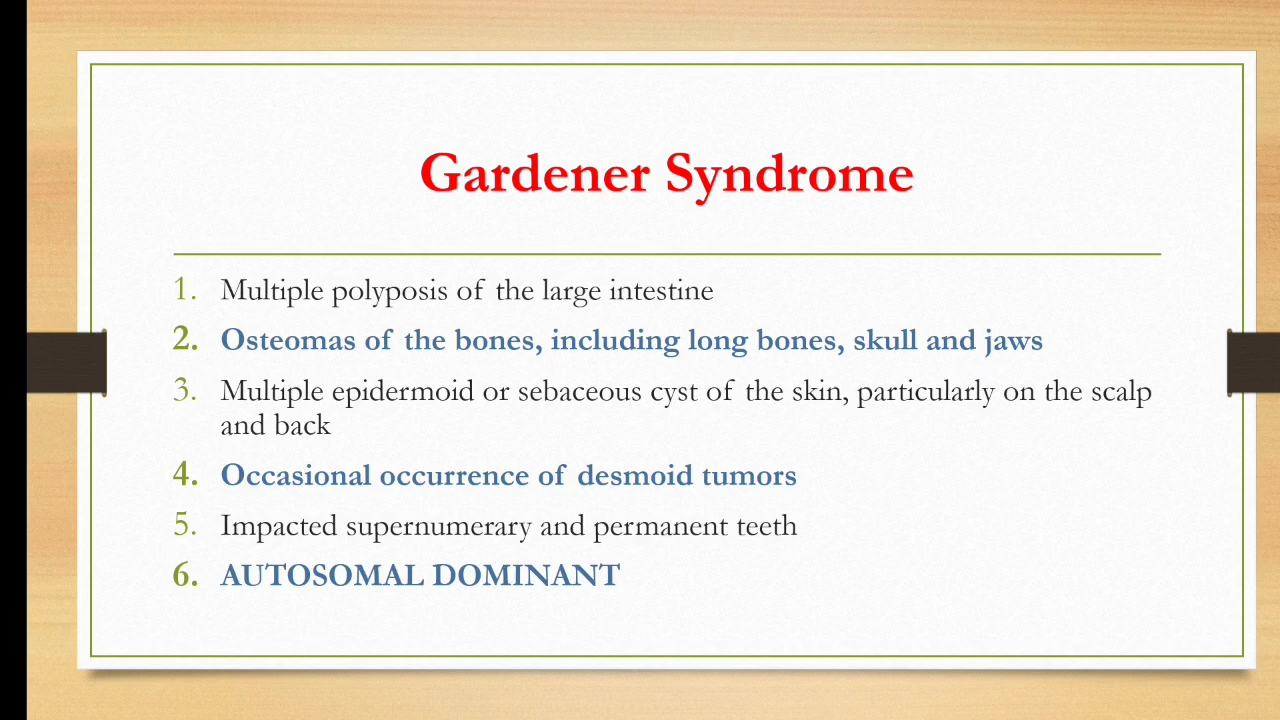 Gardener Syndrome
1. Multiple polyposis of the large intestine
2. Osteomas of the bones, including long bones, skull and jaws
3. Multiple epidermoid or sebaceous cyst of the skin, particularly on the scalp
and back
4. Occasional occurrence of desmoid tumors
5. Impacted supernumerary and permanent teeth
6. AUTOSOMAL DOMINANT